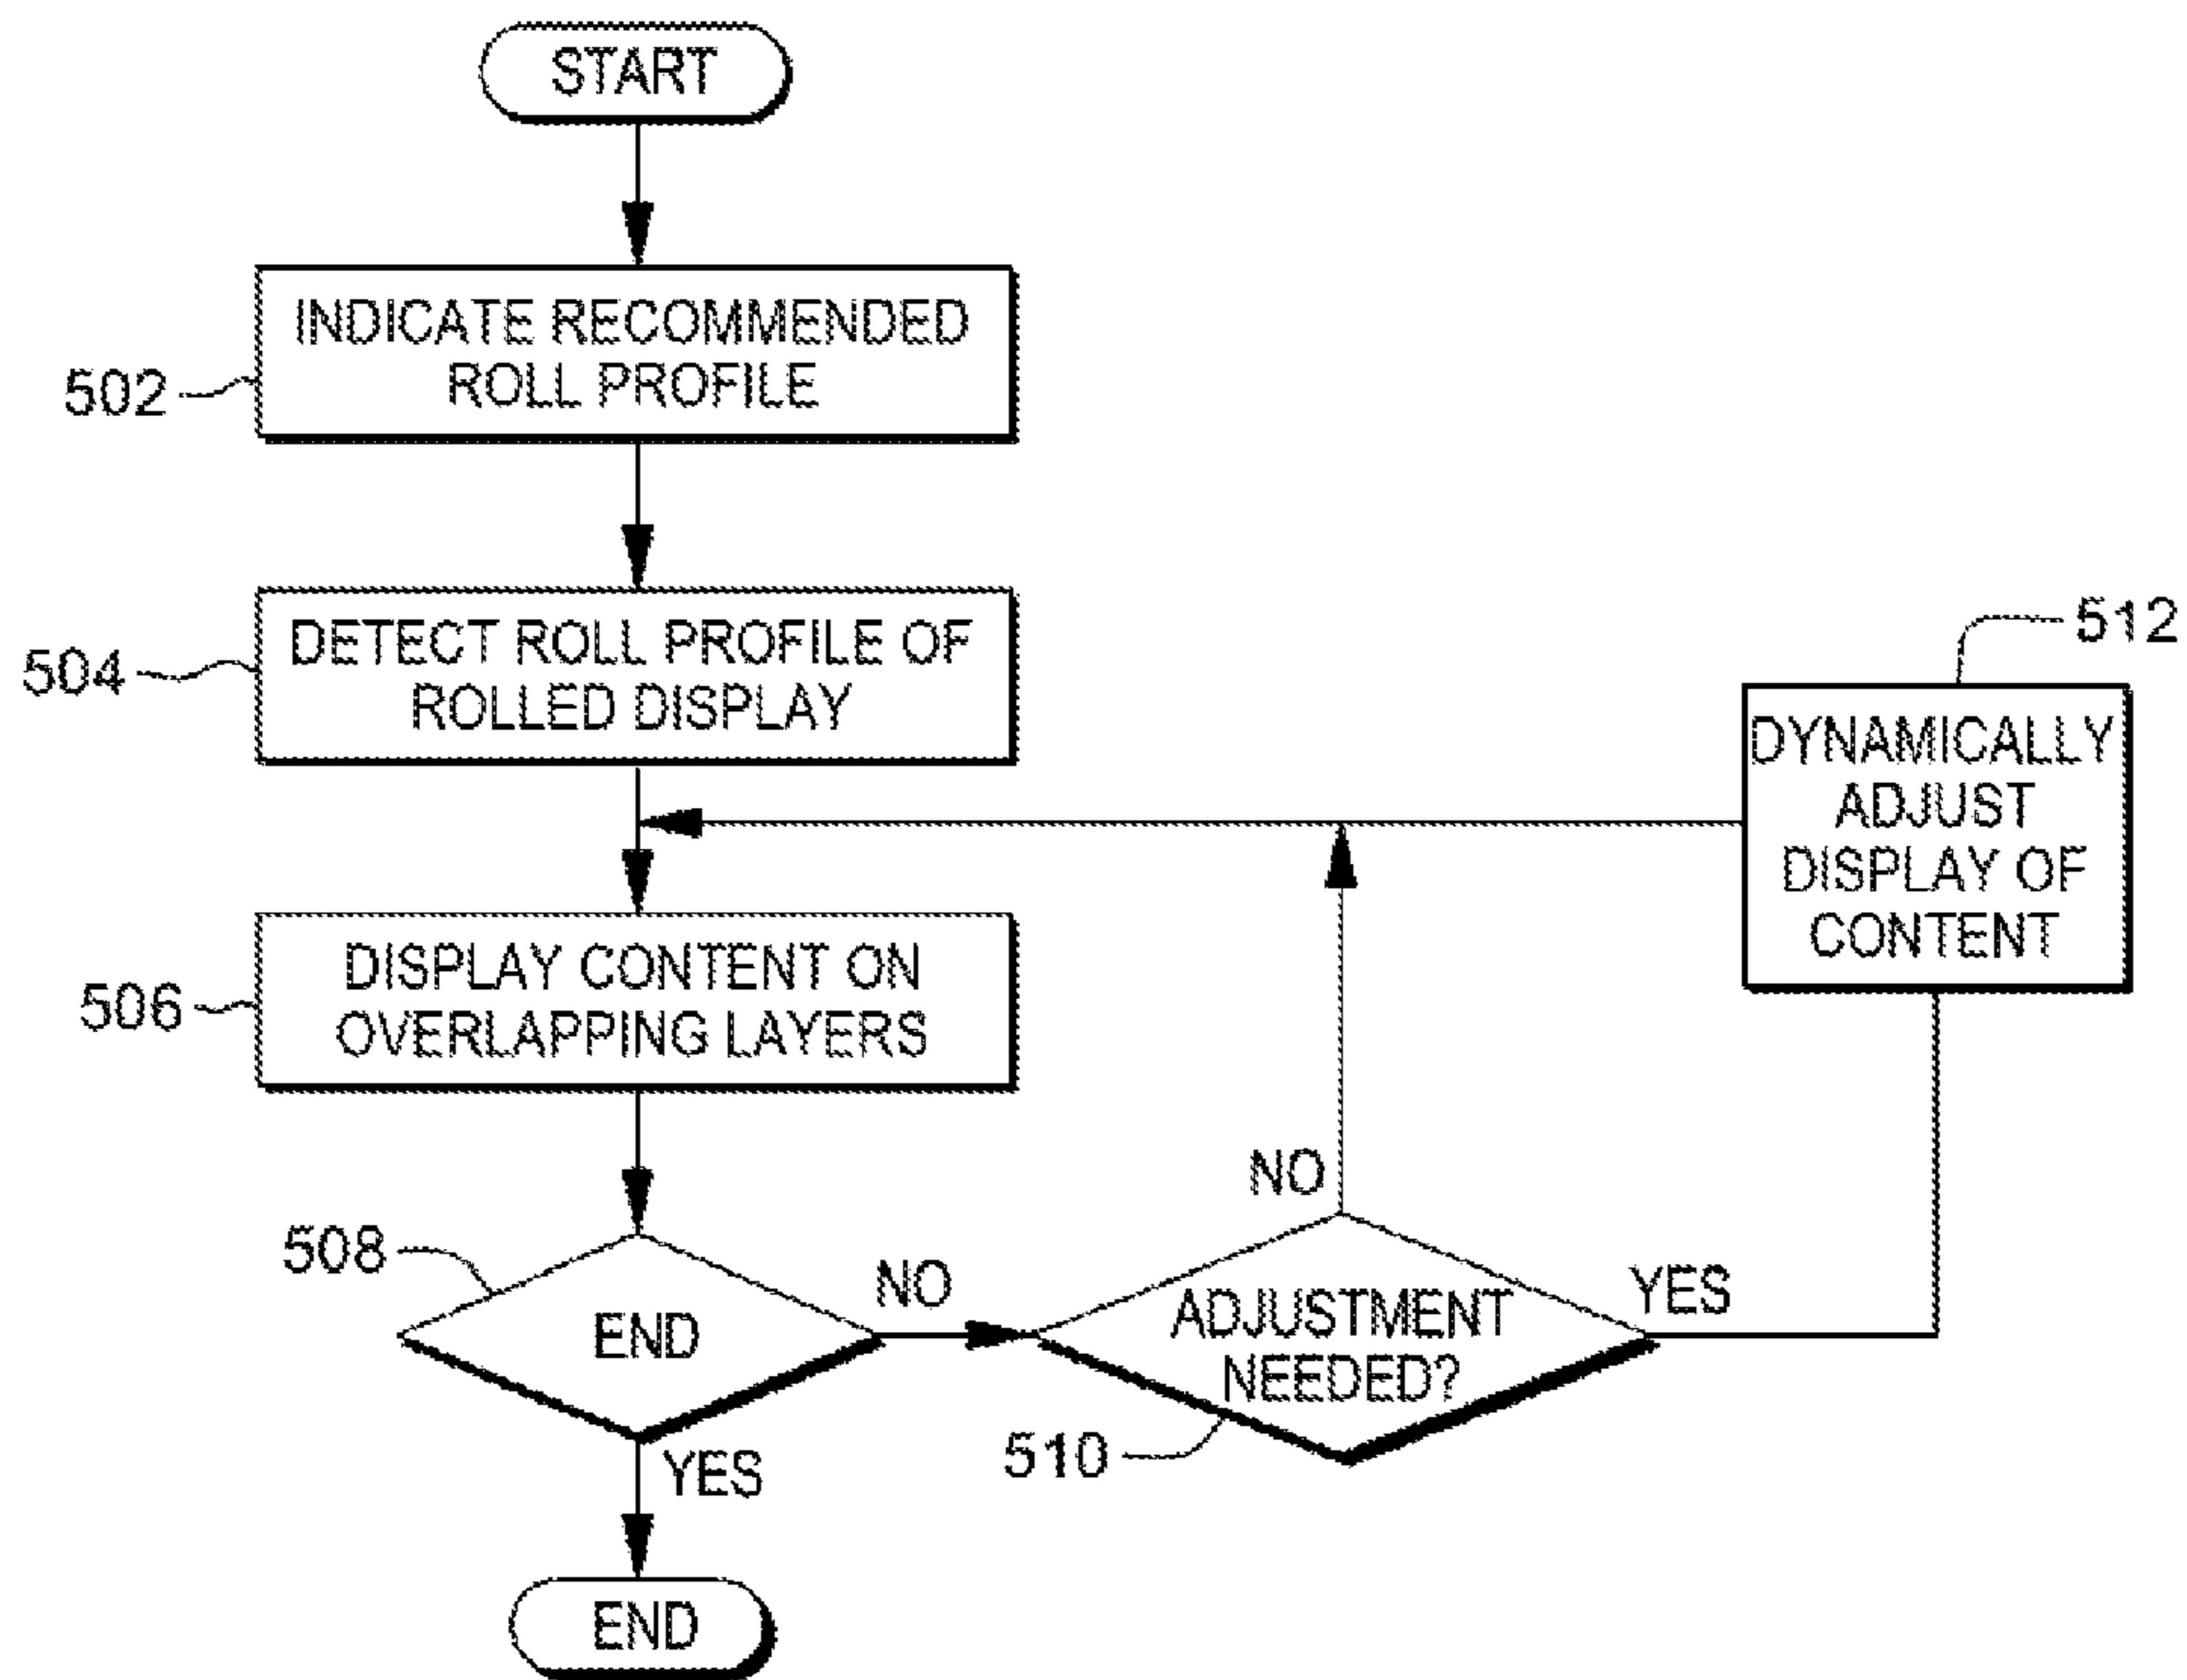 START
INDICATE RECOMMENDED
ROLL PROFILE
502
DETECT ROLL PROFILE OF
ROLLED DISPLAY
504
512
DYNAMICALLY
ADJUST
DISPLAY OF
CONTENT
DISPLAY CONTENT ON
OVERLAPPING LAYERS
506
508
END
NO
YES
NO
ADJUSTMENT
NEEDED?
YES
510
END